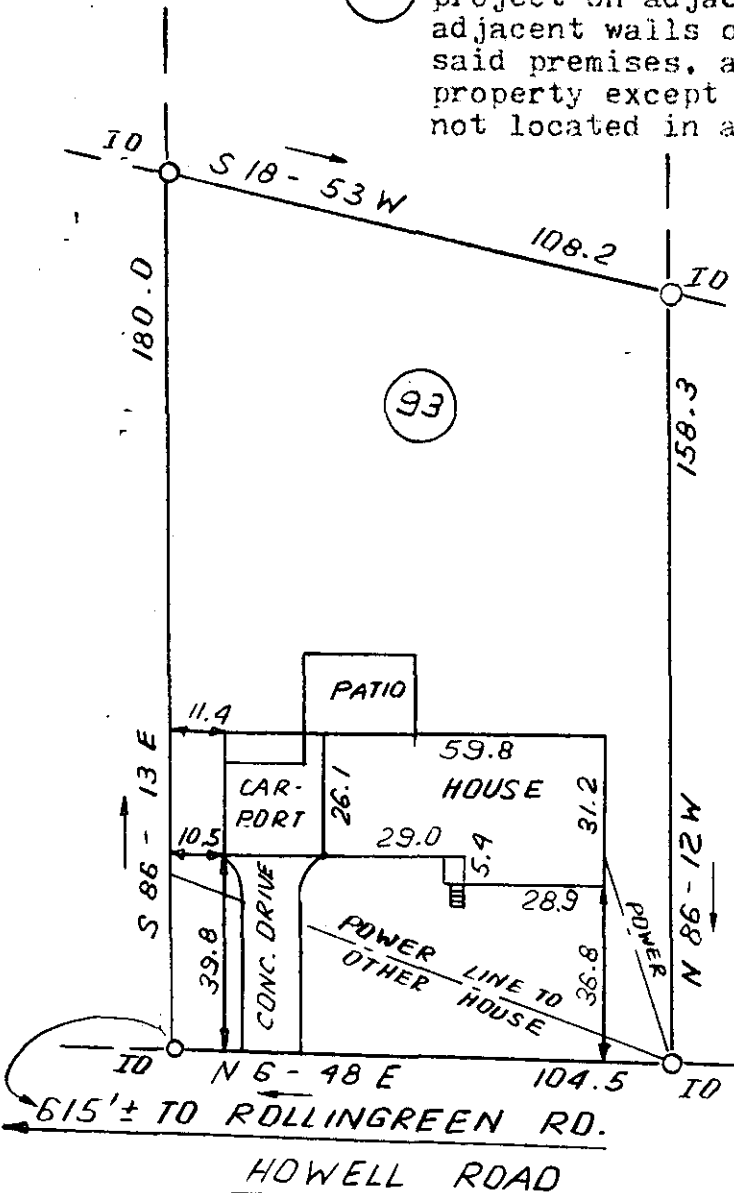 project on adjac
adjacent walls o
said premises, a
property except
not located in a
IO
S 18 - 53 W
108.2
IO
180.0
158.3
93
PATIO
11.4
59.8
CAR-
PORT
26.1
HOUSE
31.2
S 86 - 13 E
10.5
29.0
5.4
28.9
N 86 - 12 W
39.8
CONC. DRIVE
POWER LINE TO
OTHER HOUSE
36.8
POWER
IO
N 6 - 48 E
104.5
IO
615'± TO ROLLINGREEN RD.
HOWELL ROAD